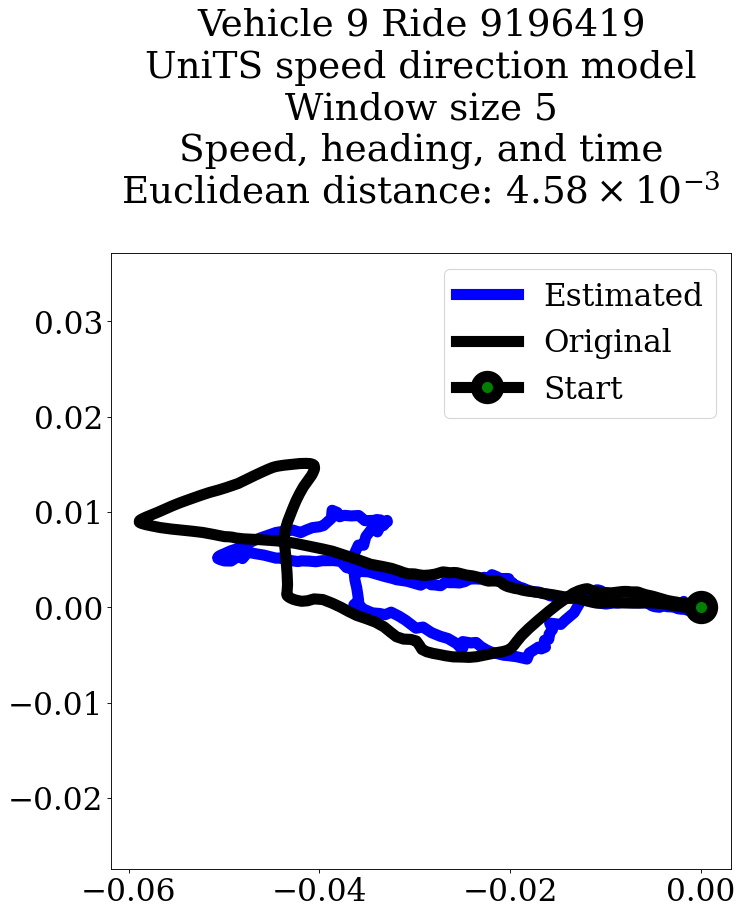 Vehicle 9 Ride 9196419
UniTS speed direction model
Window size 5
Speed, heading, and time
Euclidean distance: 4.58 × 10⁻³
Estimated
Original
Start
0.03
0.02
0.01
0.00
−0.01
−0.02
−0.06 −0.04 −0.02 0.00